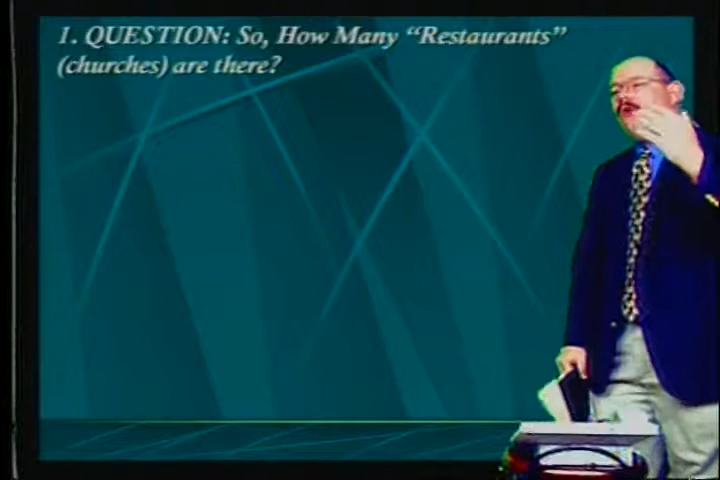 1. QUESTION: So, How Many “Restaurants”
(churches) are there?